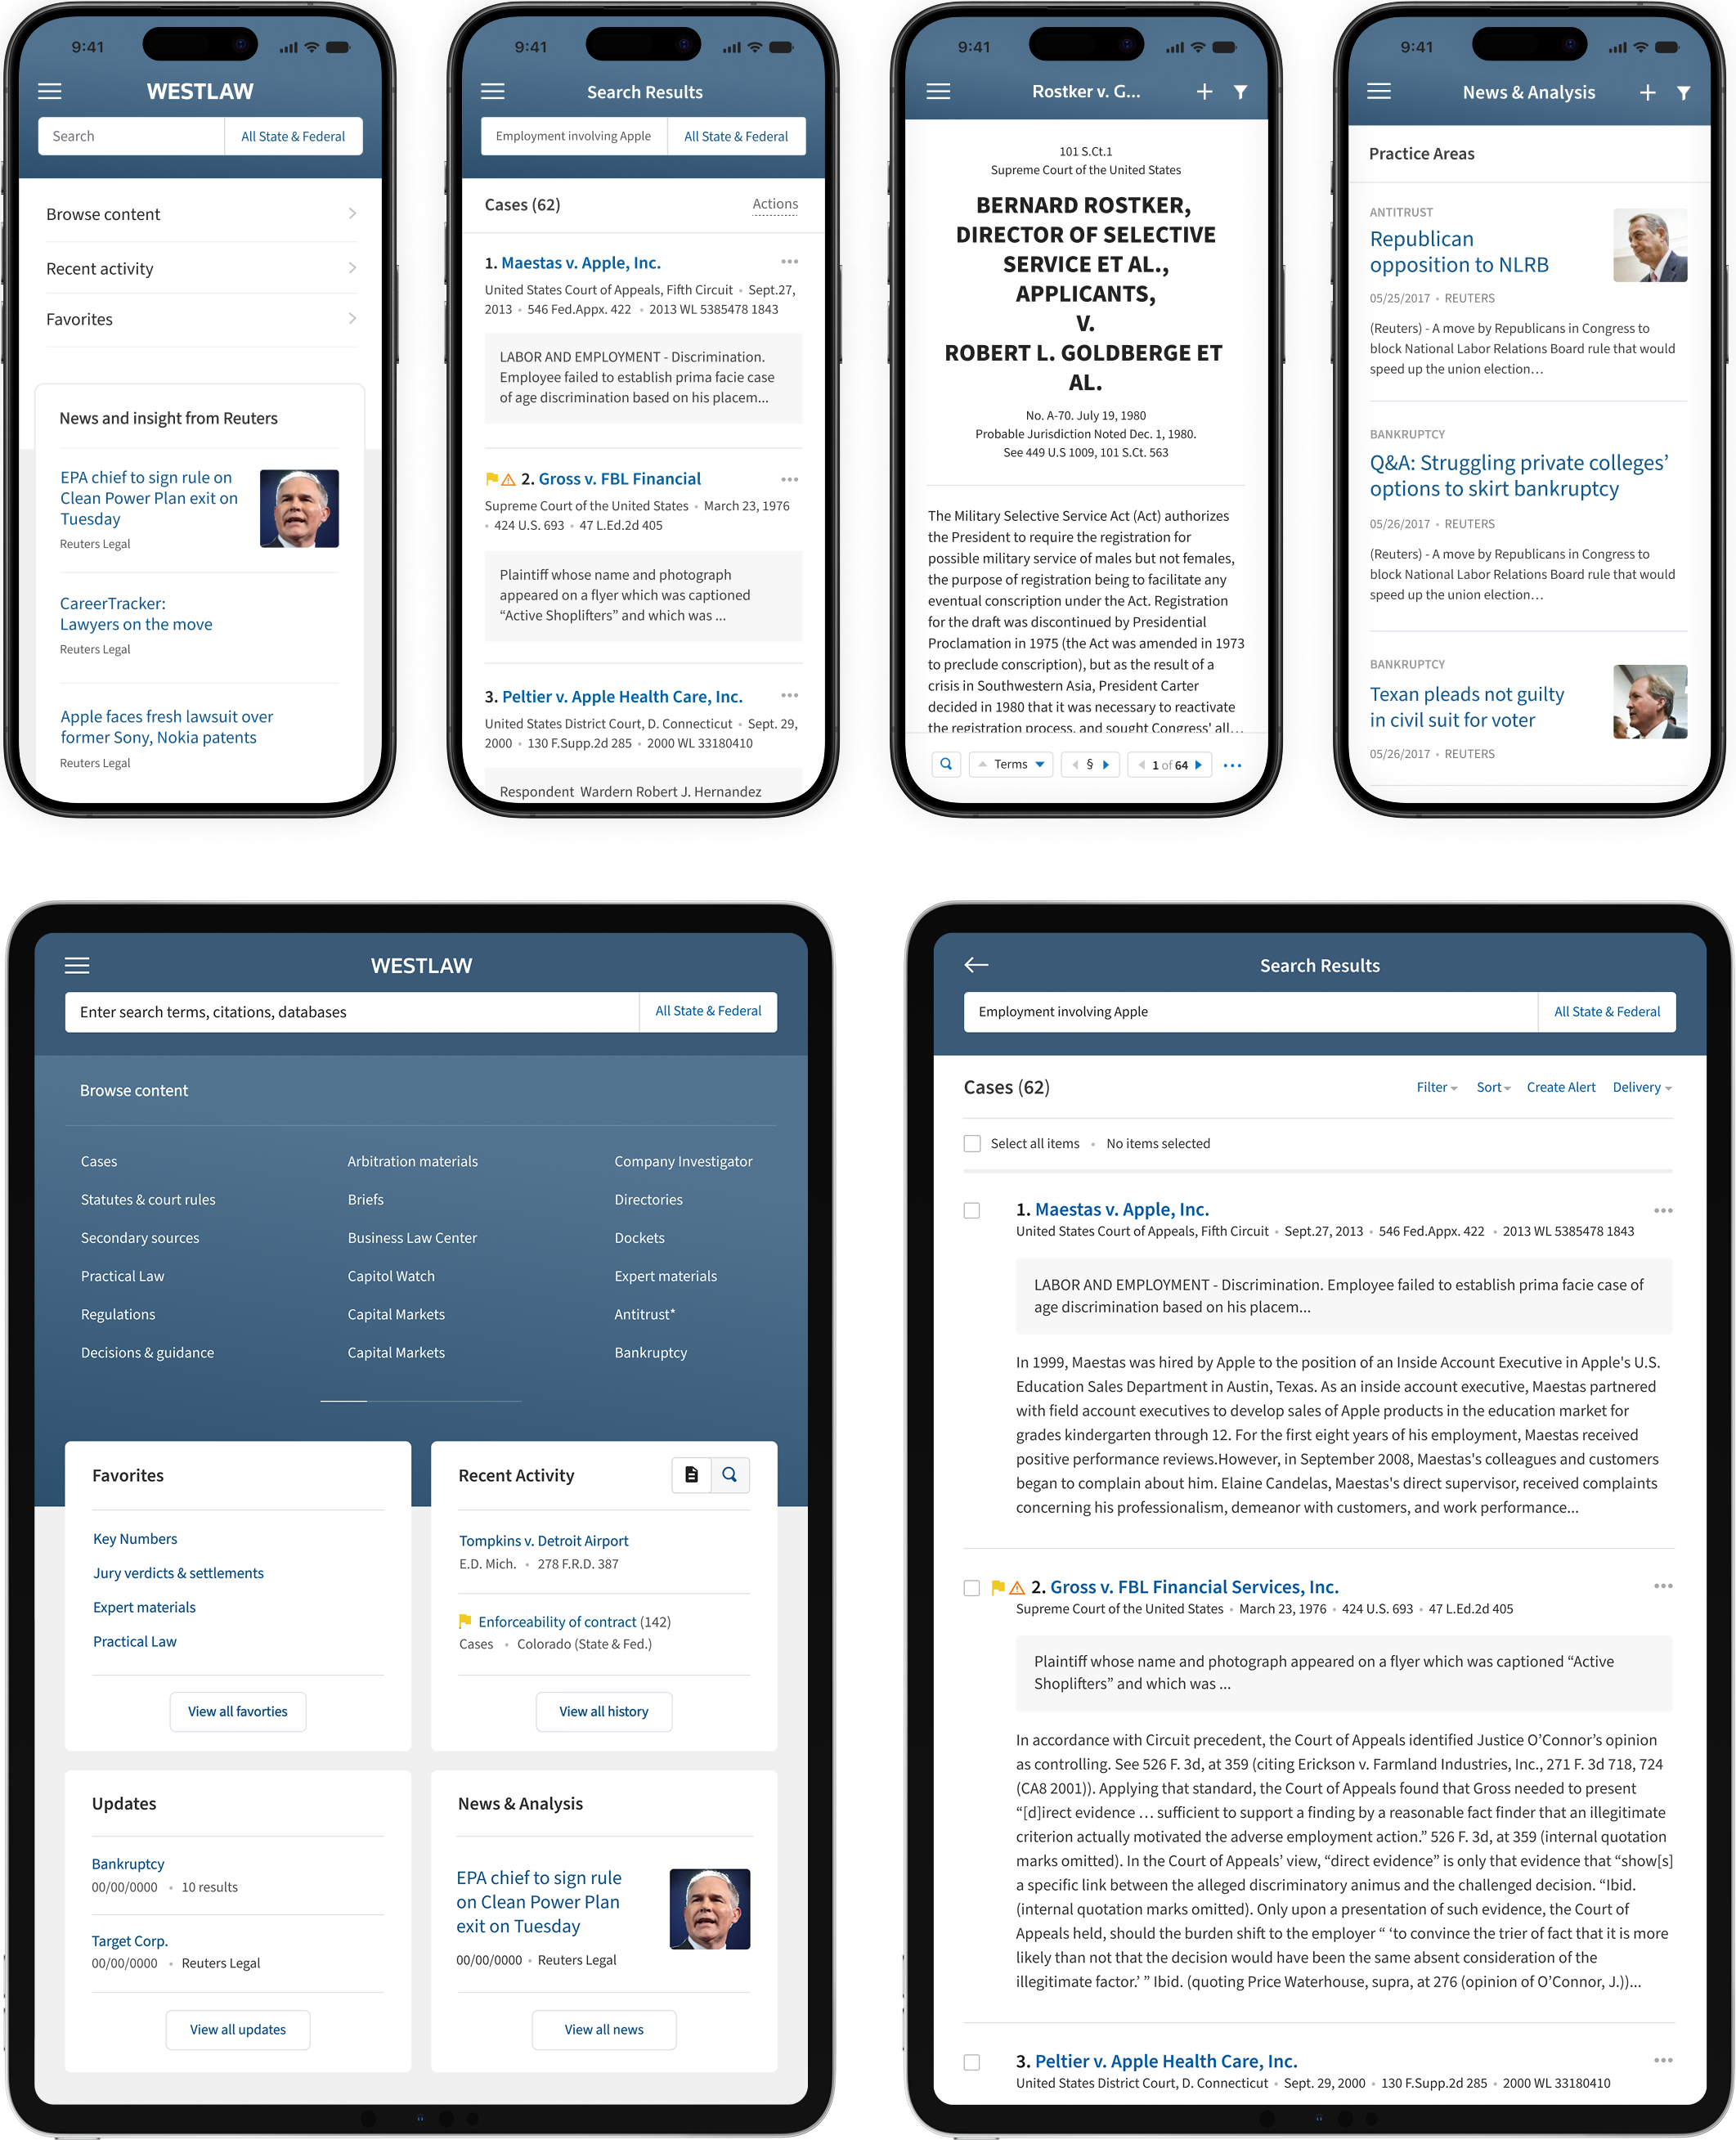 9:41
WESTLAW
Search
All State & Federal
Browse content
Recent activity
Favorites
News and insight from Reuters
EPA chief to sign rule on
Clean Power Plan exit on
Tuesday
Reuters Legal
CareerTracker:
Lawyers on the move
Reuters Legal
Apple faces fresh lawsuit over
former Sony, Nokia patents
Reuters Legal
9:41
Search Results
Employment involving Apple
All State & Federal
Cases (62)
Actions
1. Maestas v. Apple, Inc.
United States Court of Appeals, Fifth Circuit • Sept.27,
2013 • 546 Fed.Appx. 422 • 2013 WL 5385478 1843
LABOR AND EMPLOYMENT - Discrimination.
Employee failed to establish prima facie case
of age discrimination based on his placem...
2. Gross v. FBL Financial
Supreme Court of the United States • March 23, 1976
• 424 U.S. 693 • 47 L.Ed.2d 405
Plaintiff whose name and photograph
appeared on a flyer which was captioned
“Active Shoplifters” and which was ...
3. Peltier v. Apple Health Care, Inc.
United States District Court, D. Connecticut • Sept. 29,
2000 • 130 F.Supp.2d 285 • 2000 WL 33180410
Respondent Wardern Robert J. Hernandez
9:41
Rostker v. G...
101 S.Ct.1
Supreme Court of the United States
BERNARD ROSTKER,
DIRECTOR OF SELECTIVE
SERVICE ET AL.,
APPLICANTS,
V.
ROBERT L. GOLDBERGE ET
AL.
No. A-70. July 19, 1980
Probable Jurisdiction Noted Dec. 1, 1980.
See 449 U.S 1009, 101 S.Ct. 563
The Military Selective Service Act (Act) authorizes
the President to require the registration for
possible military service of males but not females,
the purpose of registration being to facilitate any
eventual conscription under the Act. Registration
for the draft was discontinued by Presidential
Proclamation in 1975 (the Act was amended in 1973
to preclude conscription), but as the result of a
crisis in Southwestern Asia, President Carter
decided in 1980 that it was necessary to reactivate
the registration process, and sought Congress' all...
Terms
§
1 of 64
9:41
News & Analysis
Practice Areas
ANTITRUST
Republican
opposition to NLRB
05/25/2017 • REUTERS
(Reuters) - A move by Republicans in Congress to
block National Labor Relations Board rule that would
speed up the union election…
BANKRUPTCY
Q&A: Struggling private colleges’
options to skirt bankruptcy
05/26/2017 • REUTERS
(Reuters) - A move by Republicans in Congress to
block National Labor Relations Board rule that would
speed up the union election…
BANKRUPTCY
Texan pleads not guilty
in civil suit for voter
05/26/2017 • REUTERS
WESTLAW
Enter search terms, citations, databases
All State & Federal
Browse content
Cases
Statutes & court rules
Secondary sources
Practical Law
Regulations
Decisions & guidance
Arbitration materials
Briefs
Business Law Center
Capitol Watch
Capital Markets
Capital Markets
Company Investigator
Directories
Dockets
Expert materials
Antitrust*
Bankruptcy
Favorites
Key Numbers
Jury verdicts & settlements
Expert materials
Practical Law
View all favorties
Recent Activity
Tompkins v. Detroit Airport
E.D. Mich. • 278 F.R.D. 387
Enforceability of contract (142)
Cases • Colorado (State & Fed.)
View all history
Updates
Bankruptcy
00/00/0000 • 10 results
Target Corp.
00/00/0000 • Reuters Legal
View all updates
News & Analysis
EPA chief to sign rule
on Clean Power Plan
exit on Tuesday
00/00/0000 • Reuters Legal
View all news
Search Results
Employment involving Apple
All State & Federal
Cases (62)
Filter
Sort
Create Alert
Delivery
Select all items • No items selected
1. Maestas v. Apple, Inc.
United States Court of Appeals, Fifth Circuit • Sept.27, 2013 • 546 Fed.Appx. 422 • 2013 WL 5385478 1843
LABOR AND EMPLOYMENT - Discrimination. Employee failed to establish prima facie case of
age discrimination based on his placem...
In 1999, Maestas was hired by Apple to the position of an Inside Account Executive in Apple's U.S.
Education Sales Department in Austin, Texas. As an inside account executive, Maestas partnered
with field account executives to develop sales of Apple products in the education market for
grades kindergarten through 12. For the first eight years of his employment, Maestas received
positive performance reviews.However, in September 2008, Maestas's colleagues and customers
began to complain about him. Elaine Candelas, Maestas's direct supervisor, received complaints
concerning his professionalism, demeanor with customers, and work performance...
2. Gross v. FBL Financial Services, Inc.
Supreme Court of the United States • March 23, 1976 • 424 U.S. 693 • 47 L.Ed.2d 405
Plaintiff whose name and photograph appeared on a flyer which was captioned “Active
Shoplifters” and which was ...
In accordance with Circuit precedent, the Court of Appeals identified Justice O’Connor’s opinion
as controlling. See 526 F. 3d, at 359 (citing Erickson v. Farmland Industries, Inc., 271 F. 3d 718, 724
(CA8 2001)). Applying that standard, the Court of Appeals found that Gross needed to present
“[d]irect evidence … sufficient to support a finding by a reasonable fact finder that an illegitimate
criterion actually motivated the adverse employment action.” 526 F. 3d, at 359 (internal quotation
marks omitted). In the Court of Appeals’ view, “direct evidence” is only that evidence that “show[s]
a specific link between the alleged discriminatory animus and the challenged decision. “Ibid.
(internal quotation marks omitted). Only upon a presentation of such evidence, the Court of
Appeals held, should the burden shift to the employer “ ‘to convince the trier of fact that it is more
likely than not that the decision would have been the same absent consideration of the
illegitimate factor.’ ” Ibid. (quoting Price Waterhouse, supra, at 276 (opinion of O’Connor, J.))...
3. Peltier v. Apple Health Care, Inc.
United States District Court, D. Connecticut • Sept. 29, 2000 • 130 F.Supp.2d 285 • 2000 WL 33180410